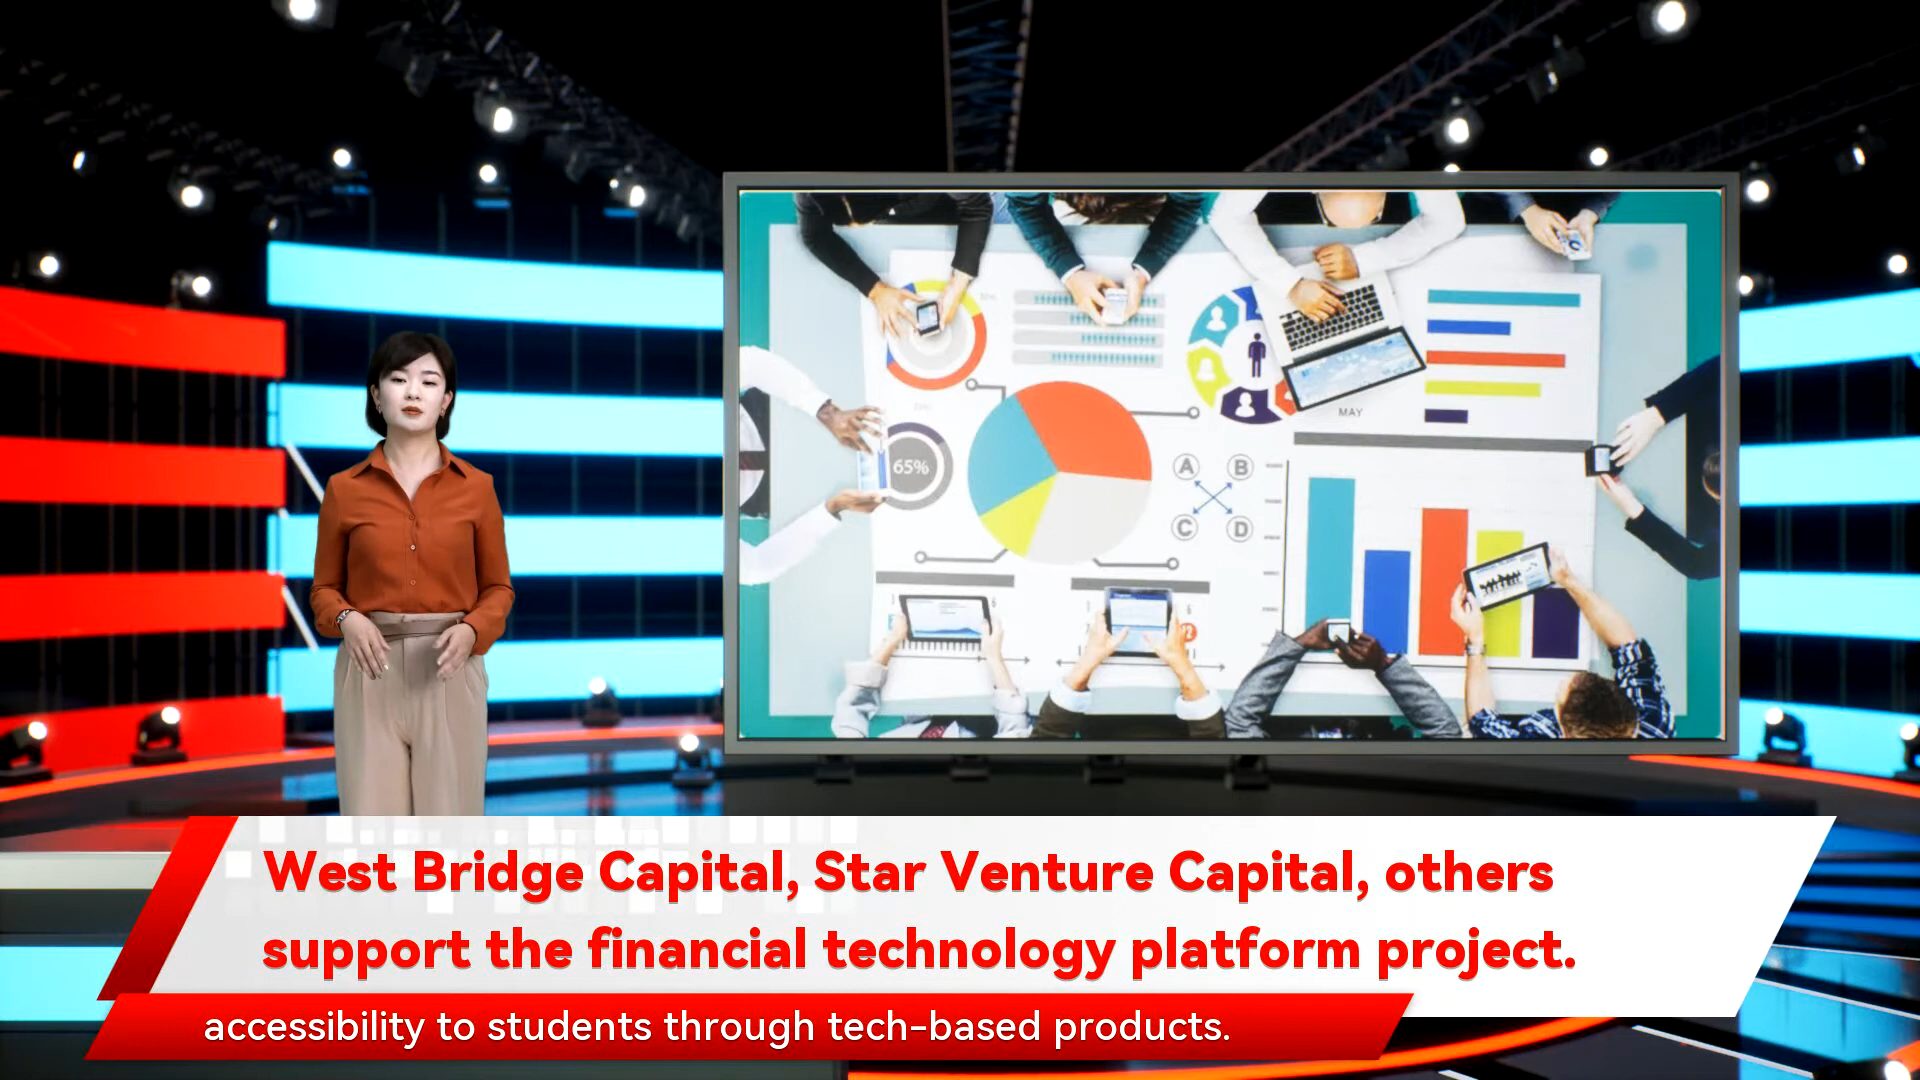 65%
MAY
A
B
C
D
West Bridge Capital, Star Venture Capital, others
support the financial technology platform project.
accessibility to students through tech-based products.